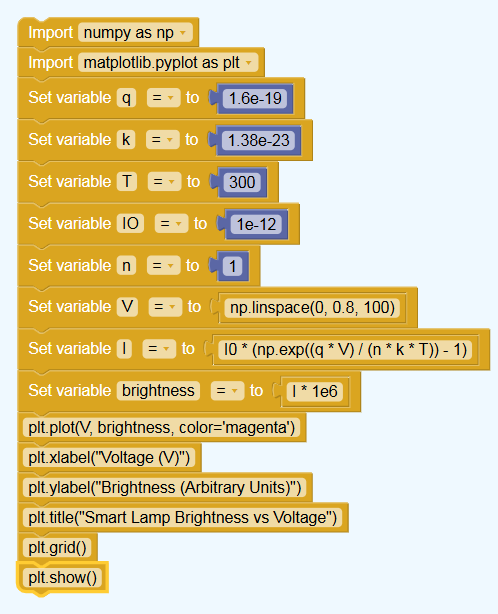 Import numpy as np
Import matplotlib.pyplot as plt
Set variable q = to 1.6e-19
Set variable k = to 1.38e-23
Set variable T = to 300
Set variable IO = to 1e-12
Set variable n = to 1
Set variable V = to np.linspace(0, 0.8, 100)
Set variable I = to I0 * (np.exp((q * V) / (n * k * T)) - 1)
Set variable brightness = to I * 1e6
plt.plot(V, brightness, color='magenta')
plt.xlabel("Voltage (V)")
plt.ylabel("Brightness (Arbitrary Units)")
plt.title("Smart Lamp Brightness vs Voltage")
plt.grid()
plt.show()